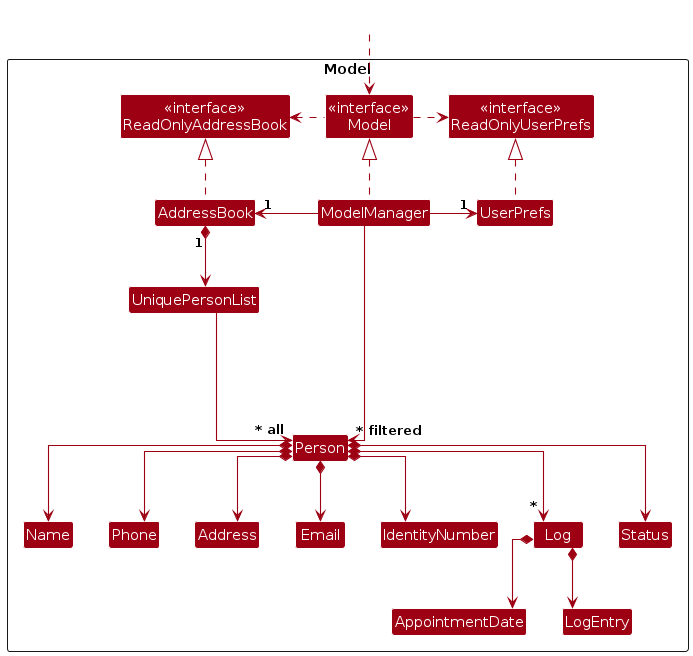 Model
«interface»
ReadOnlyAddressBook
«interface»
Model
«interface»
ReadOnlyUserPrefs
AddressBook
1
ModelManager
1
UserPrefs
1
UniquePersonList
* all
* filtered
Person
*
Name
Phone
Address
Email
IdentityNumber
Log
Status
AppointmentDate
LogEntry